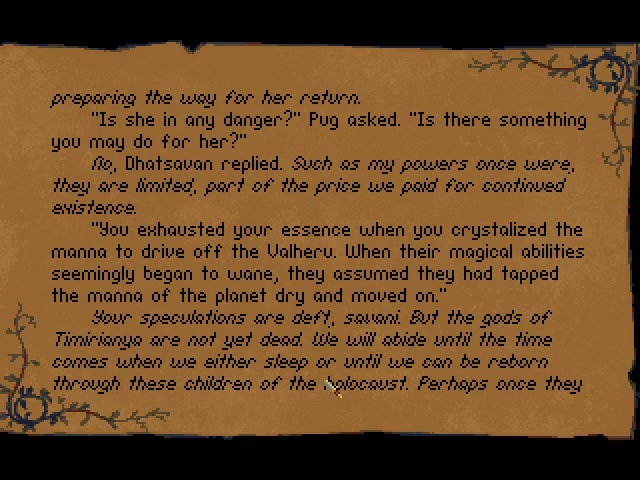 preparing the way for her return.
"Is she in any danger?" Pug asked. "Is there something
you may do for her?"
No, Dhatsavan replied. Such as my powers once were,
they are limited, part of the price we paid for continued
existence.
"You exhausted your essence when you crystalized the
manna to drive off the Valheru. When their magical abilities
seemingly began to wane, they assumed they had tapped
the manna of the planet dry and moved on."
Your speculations are deft, savani. But the gods of
Timirianya are not yet dead. We will abide until the time
comes when we either sleep or until we can be reborn
through these children of the holocaust. Perhaps once they